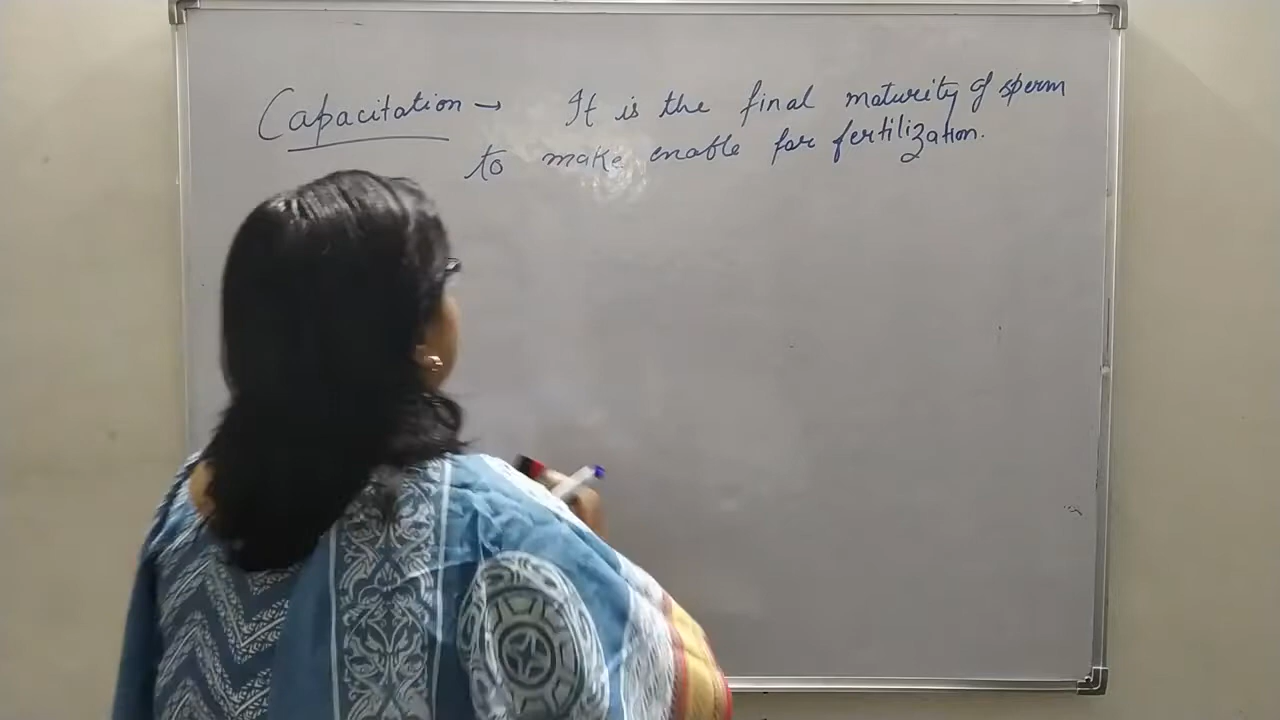 Capacitation → It is the final maturity of sperm
to make enable for fertilization.